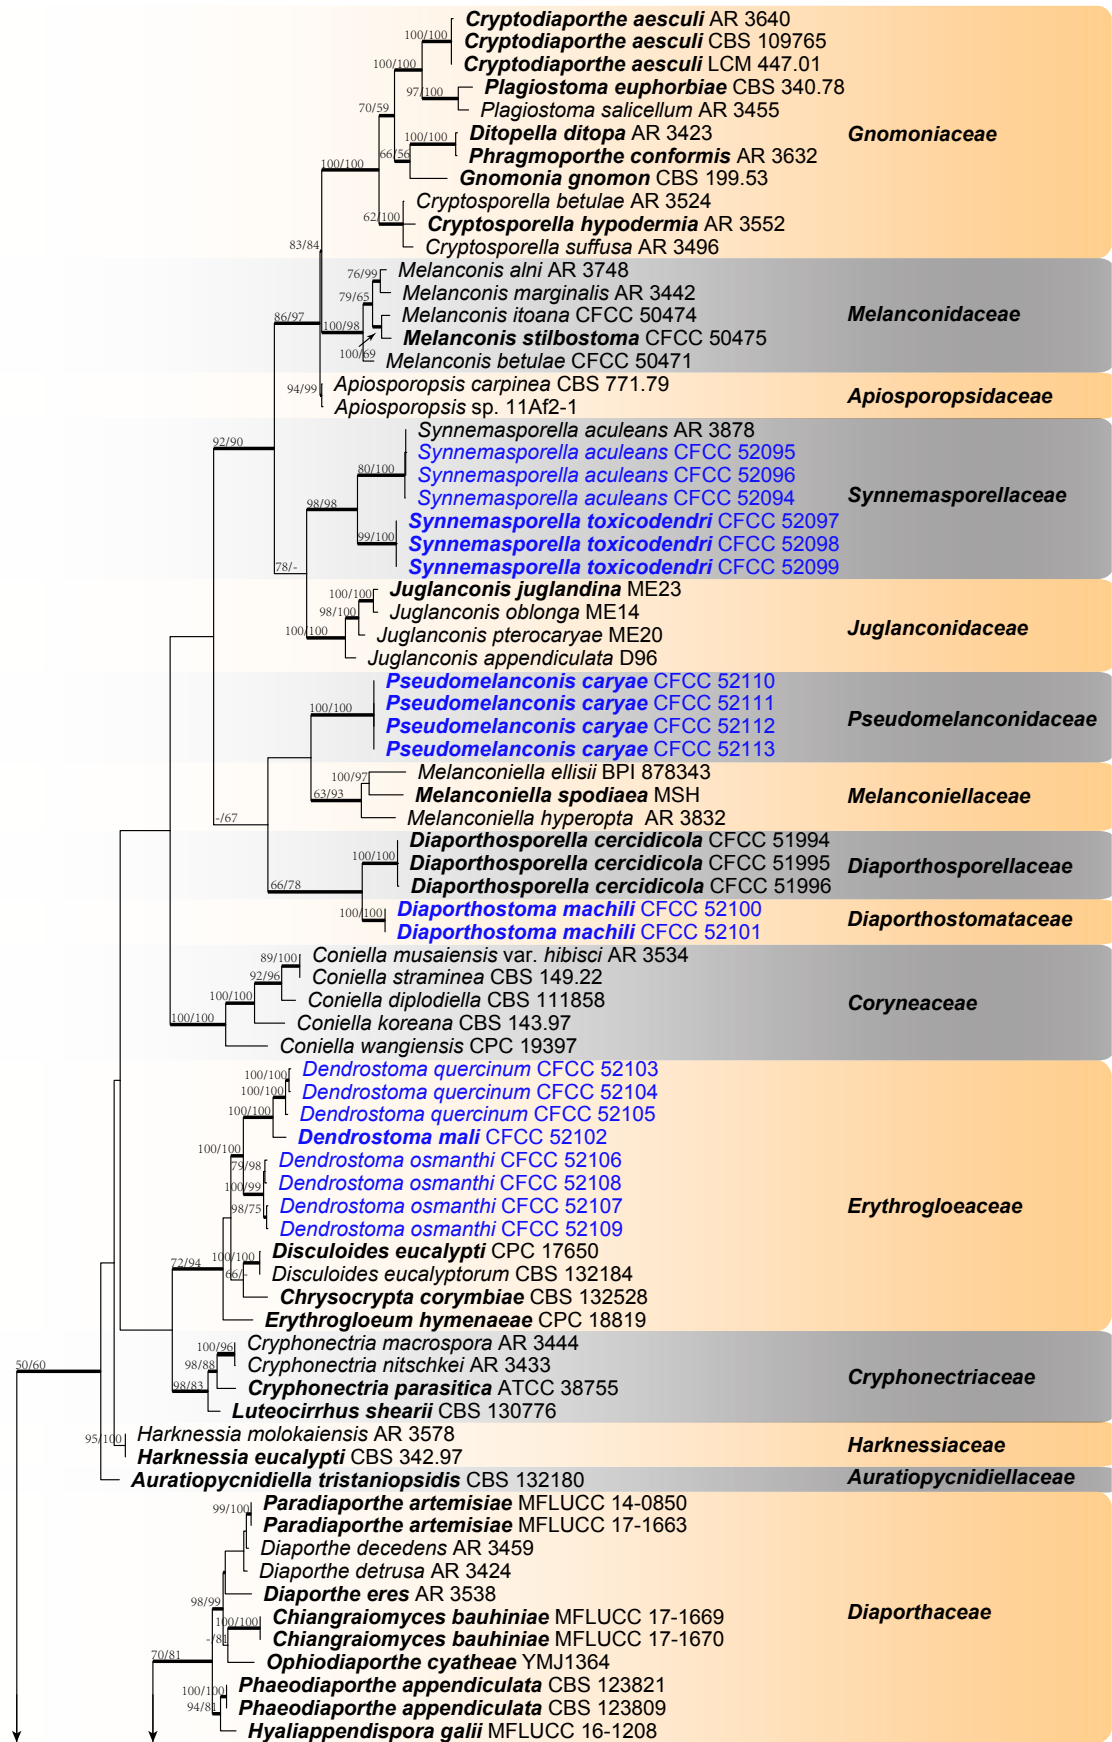 Cryptodiaporthe aesculi AR 3640
100/100
Cryptodiaporthe aesculi CBS 109765
Cryptodiaporthe aesculi LCM 447.01
100/100
Plagiostoma euphorbiae CBS 340.78
97/100
Plagiostoma salicellum AR 3455
70/59
Ditopella ditopa AR 3423
Gnomoniaceae
100/100
Phragmoporthe conformis AR 3632
66/56
100/100
Gnomonia gnomon CBS 199.53
Cryptosporella betulae AR 3524
62/100
Cryptosporella hypodermia AR 3552
Cryptosporella suffusa AR 3496
83/84
Melanconis alni AR 3748
76/99
Melanconis marginalis AR 3442
79/65
Melanconis itoana CFCC 50474
Melanconidaceae
86/97
100/98
Melanconis stilbostoma CFCC 50475
100/69
Melanconis betulae CFCC 50471
Apiosporopsis carpinea CBS 771.79
94/99
Apiosporopsidaceae
Apiosporopsis sp. 11Af2-1
Synnemasporella aculeans AR 3878
92/90
Synnemasporella aculeans CFCC 52095
80/100
Synnemasporella aculeans CFCC 52096
Synnemasporella aculeans CFCC 52094
Synnemasporellaceae
98/98
Synnemasporella toxicodendri CFCC 52097
99/100
Synnemasporella toxicodendri CFCC 52098
78/-
Synnemasporella toxicodendri CFCC 52099
Juglanconis juglandina ME23
100/100
Juglanconis oblonga ME14
98/100
100/100
Juglanconis pterocaryae ME20
Juglanconidaceae
Juglanconis appendiculata D96
Pseudomelanconis caryae CFCC 52110
100/100
Pseudomelanconis caryae CFCC 52111
Pseudomelanconidaceae
Pseudomelanconis caryae CFCC 52112
Pseudomelanconis caryae CFCC 52113
Melanconiella ellisii BPI 878343
100/97
63/93
Melanconiella spodiaea MSH
Melanconiellaceae
-/67
Melanconiella hyperopta AR 3832
Diaporthosporella cercidicola CFCC 51994
100/100
Diaporthosporella cercidicola CFCC 51995
Diaporthosporellaceae
66/78
Diaporthosporella cercidicola CFCC 51996
Diaporthostoma machili CFCC 52100
100/100
Diaporthostomataceae
Diaporthostoma machili CFCC 52101
Coniella musaiensis var. hibisci AR 3534
89/100
Coniella straminea CBS 149.22
92/96
Coniella diplodiella CBS 111858
Coryneaceae
100/100
100/100
Coniella koreana CBS 143.97
Coniella wangiensis CPC 19397
Dendrostoma quercinum CFCC 52103
100/100
Dendrostoma quercinum CFCC 52104
100/100
Dendrostoma quercinum CFCC 52105
100/100
Dendrostoma mali CFCC 52102
100/100
Dendrostoma osmanthi CFCC 52106
79/98
Dendrostoma osmanthi CFCC 52108
100/99
Dendrostoma osmanthi CFCC 52107
Erythrogloeaceae
98/75
Dendrostoma osmanthi CFCC 52109
Disculoides eucalypti CPC 17650
100/100
72/94
Disculoides eucalyptorum CBS 132184
66/-
Chrysocrypta corymbiae CBS 132528
Erythrogloeum hymenaeae CPC 18819
Cryphonectria macrospora AR 3444
100/96
50/60
Cryphonectria nitschkei AR 3433
98/88
Cryphonectriaceae
98/83
Cryphonectria parasitica ATCC 38755
Luteocirrhus shearii CBS 130776
Harknessia molokaiensis AR 3578
95/100
Harknessiaceae
Harknessia eucalypti CBS 342.97
Auratiopycnidiella tristaniopsidis CBS 132180
Auratiopycnidiellaceae
Paradiaporthe artemisiae MFLUCC 14-0850
99/100
Paradiaporthe artemisiae MFLUCC 17-1663
Diaporthe decedens AR 3459
Diaporthe detrusa AR 3424
Diaporthe eres AR 3538
98/99
Chiangraiomyces bauhiniae MFLUCC 17-1669
Diaporthaceae
100/100
Chiangraiomyces bauhiniae MFLUCC 17-1670
-/81
70/81
Ophiodiaporthe cyatheae YMJ1364
Phaeodiaporthe appendiculata CBS 123821
100/100
Phaeodiaporthe appendiculata CBS 123809
94/81
Hyaliappendispora galii MFLUCC 16-1208